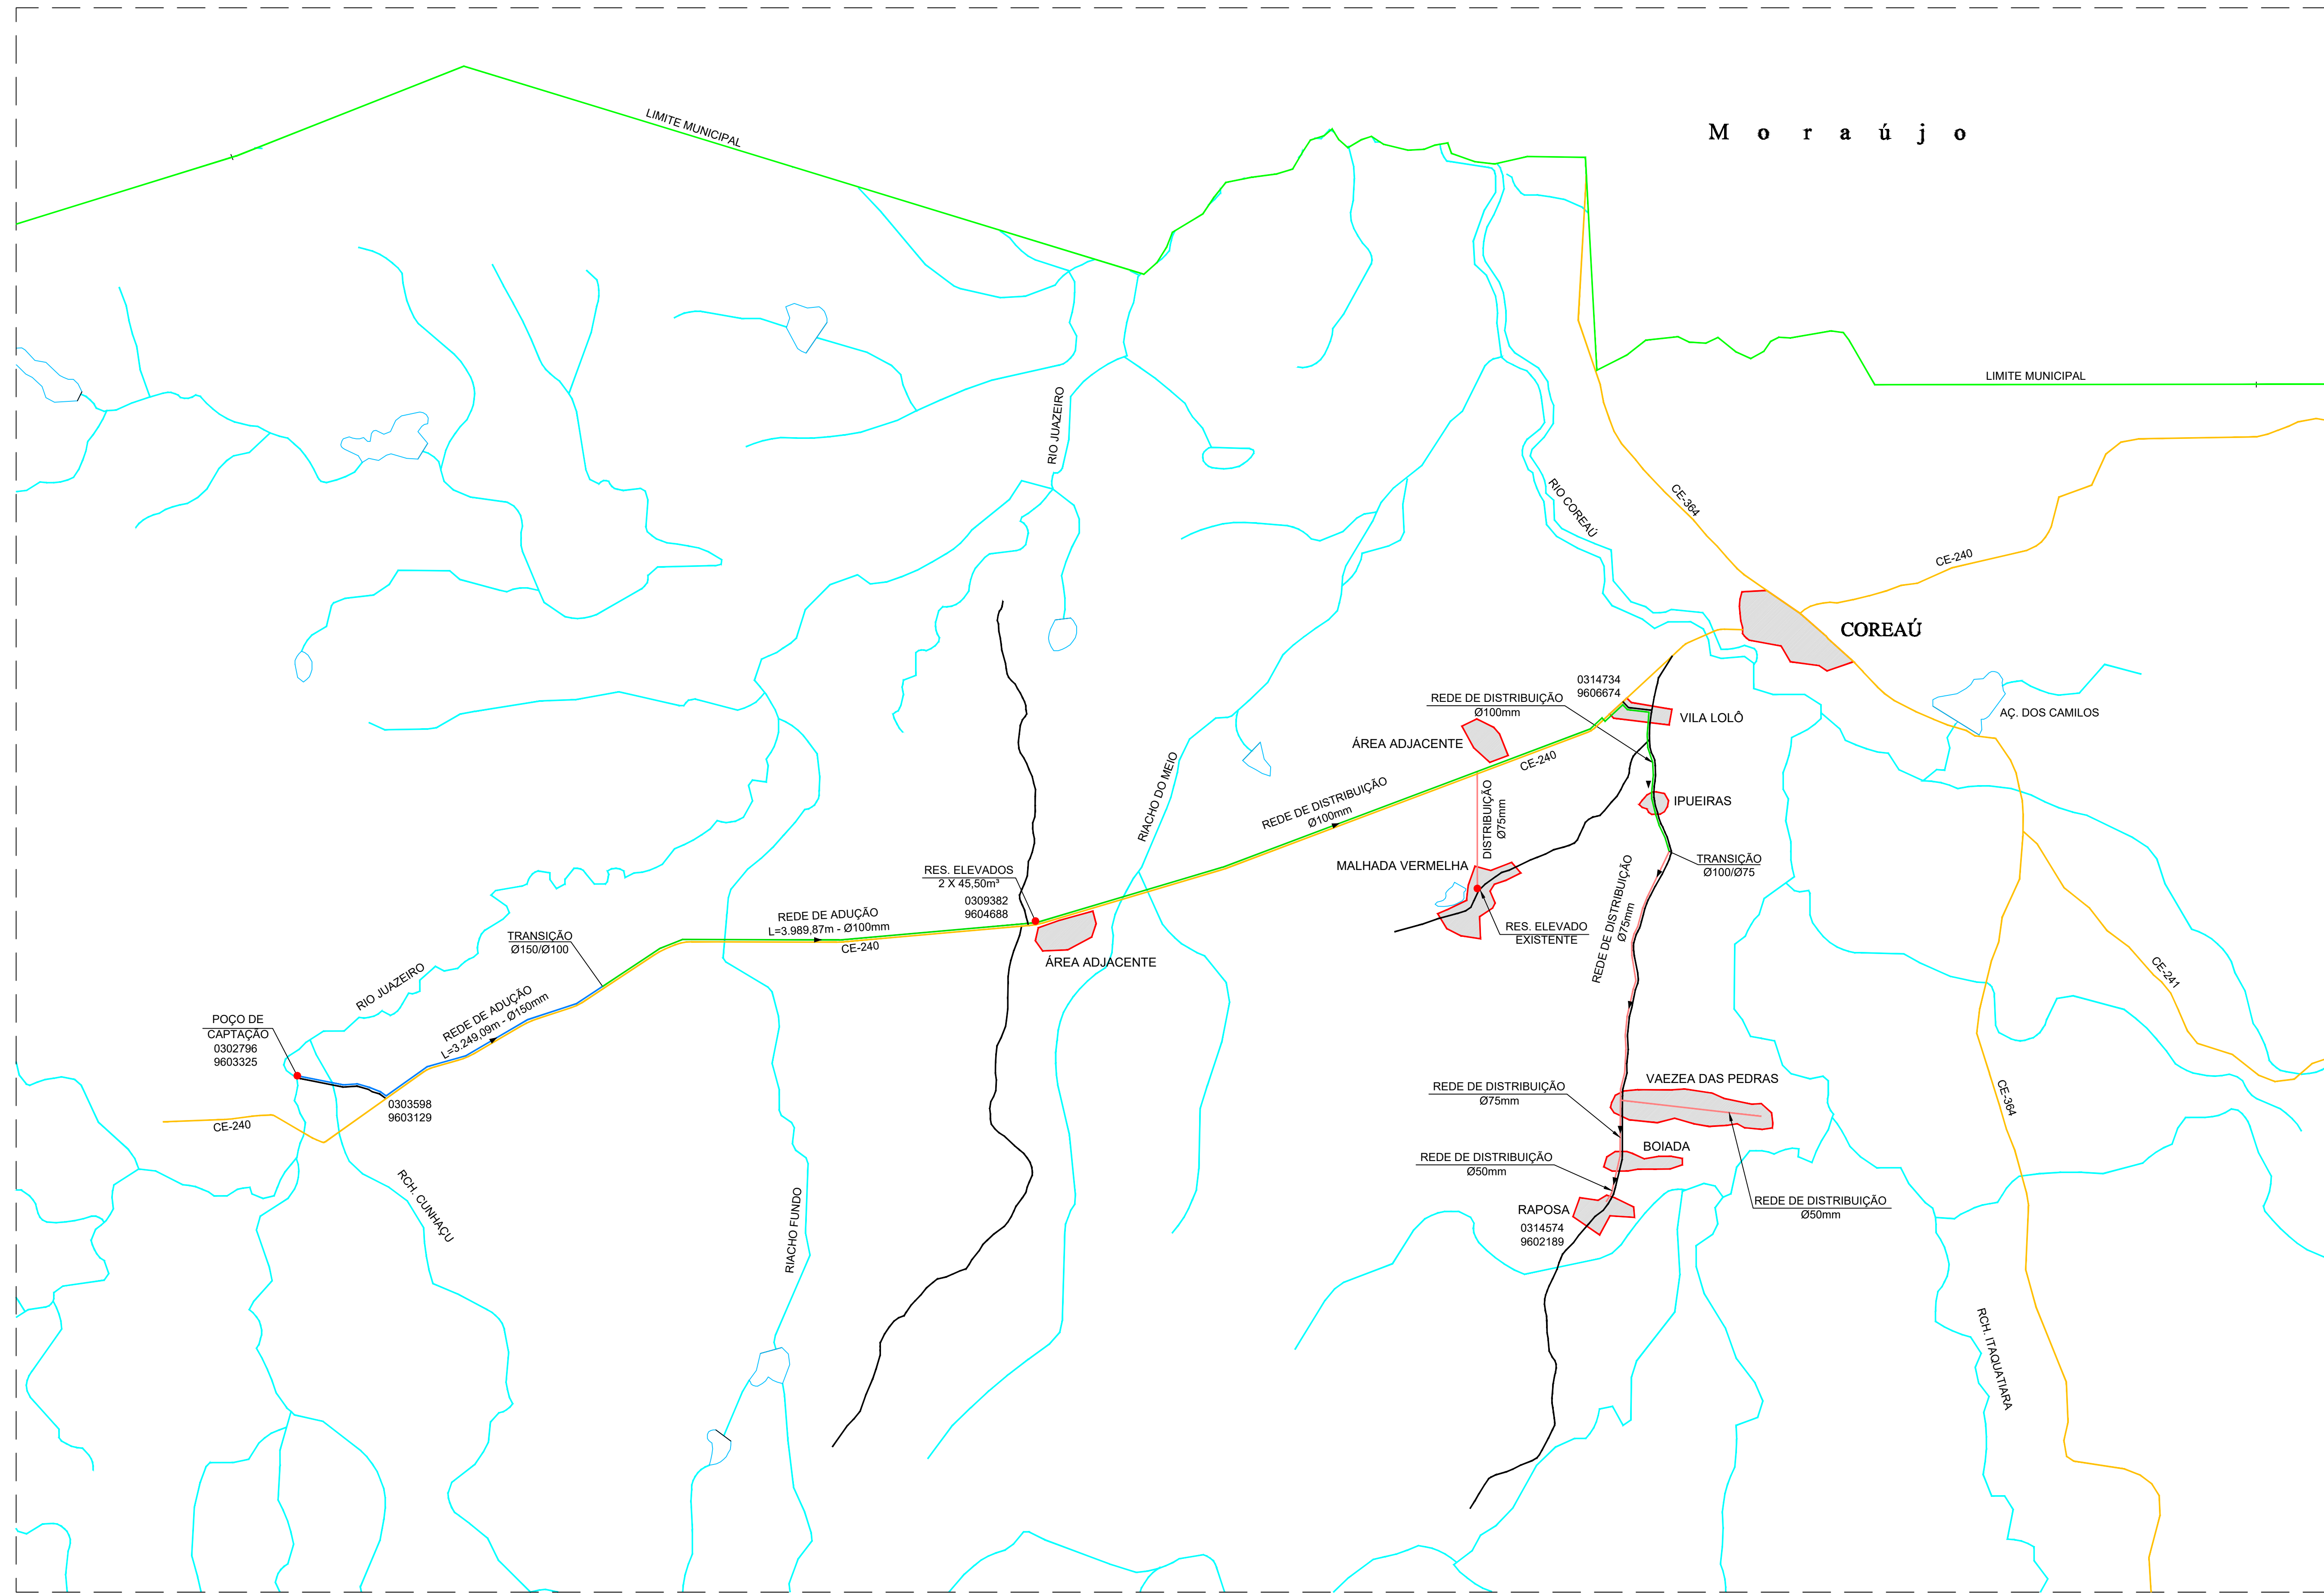 M o r a ú j o
LIMITE MUNICIPAL
LIMITE MUNICIPAL
RIO JUAZEIRO
RIO COREAÚ
CE-364
CE-240
COREAÚ
AÇ. DOS CAMILOS
0314734
9606674
REDE DE DISTRIBUIÇÃO
Ø100mm
VILA LOLÔ
ÁREA ADJACENTE
CE-240
RIACHO DO MEIO
REDE DE DISTRIBUIÇÃO
Ø100mm
DISTRIBUIÇÃO
Ø75mm
IPUEIRAS
MALHADA VERMELHA
TRANSIÇÃO
Ø100/Ø75
RES. ELEVADOS
2 X 45,50m³
0309382
9604688
REDE DE ADUÇÃO
L=3.989,87m - Ø100mm
CE-240
RES. ELEVADO
EXISTENTE
REDE DE DISTRIBUIÇÃO
Ø75mm
TRANSIÇÃO
Ø150/Ø100
ÁREA ADJACENTE
RIO JUAZEIRO
CE-241
REDE DE ADUÇÃO
L=3.249,09m - Ø150mm
POÇO DE
CAPTAÇÃO
0302796
9603325
0303598
9603129
CE-240
VAEZEA DAS PEDRAS
REDE DE DISTRIBUIÇÃO
Ø75mm
CE-364
BOIADA
REDE DE DISTRIBUIÇÃO
Ø50mm
RCH. CUNHAÇU
RIACHO FUNDO
RAPOSA
0314574
9602189
REDE DE DISTRIBUIÇÃO
Ø50mm
RCH. ITAQUATIARA